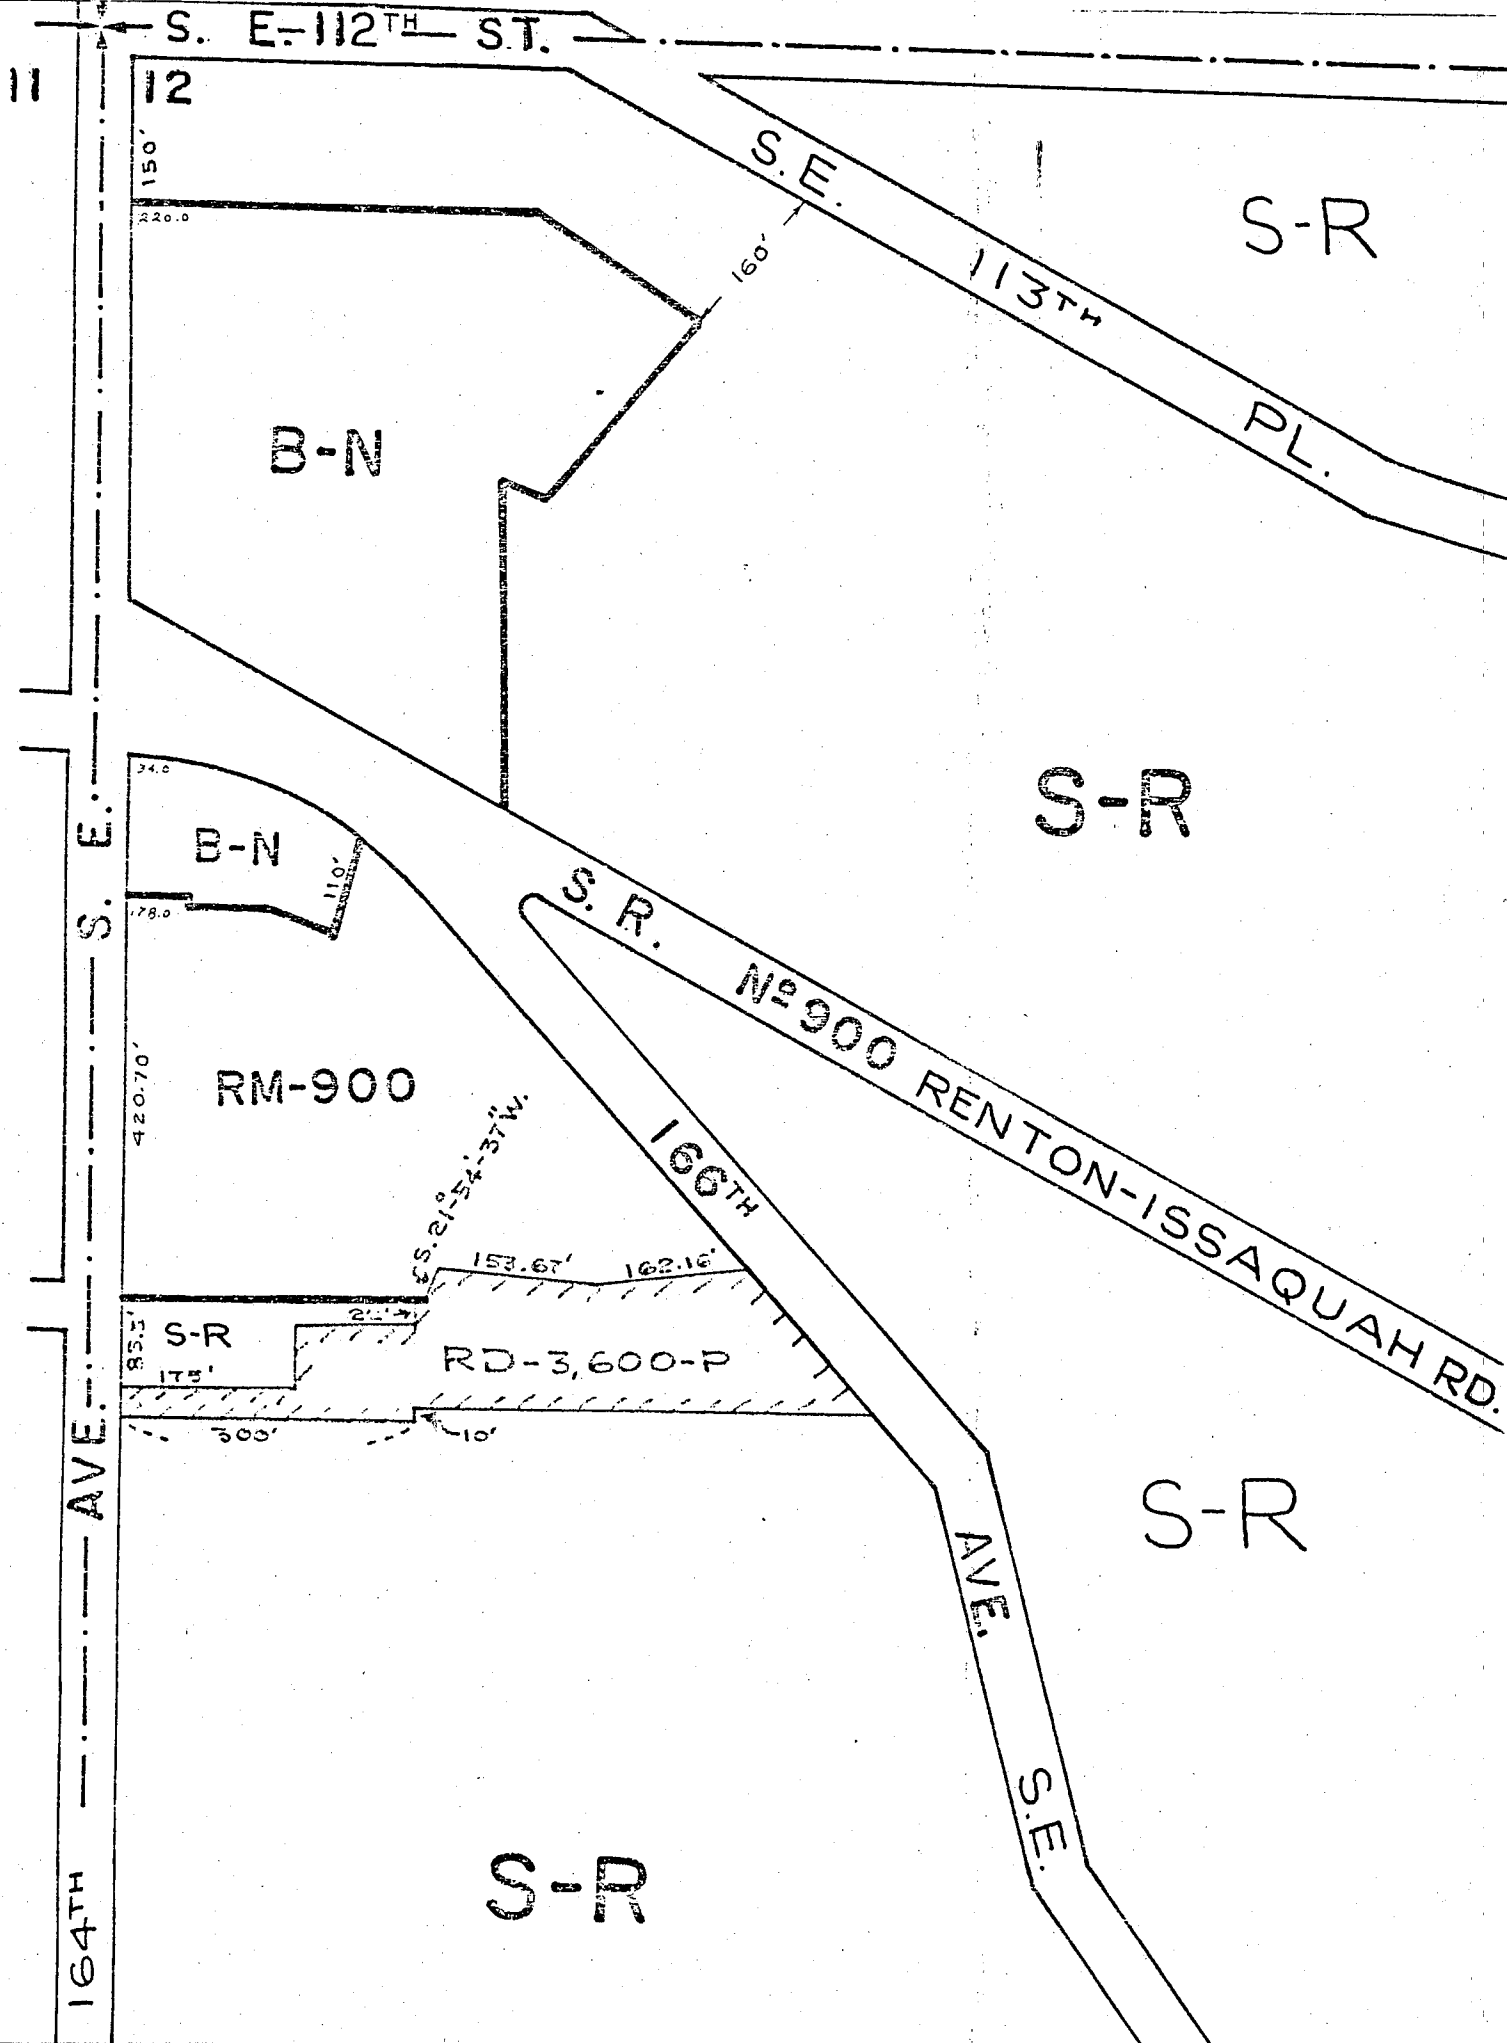 S. E. 112TH ST.
11
12
150'
220.0
S.E. 113TH PL.
160'
S-R
B-N
S-R
34.0
B-N
110'
178.0
S. R. Nº 900 RENTON-ISSAQUAH RD.
420.70'
RM-900
S. 21°-54'-37" W.
166TH AVE. S.E.
153.67'
162.16'
85.5'
S-R
175'
RD-3,600-P
300'
10'
S-R
S-R
164TH AVE. S. E.